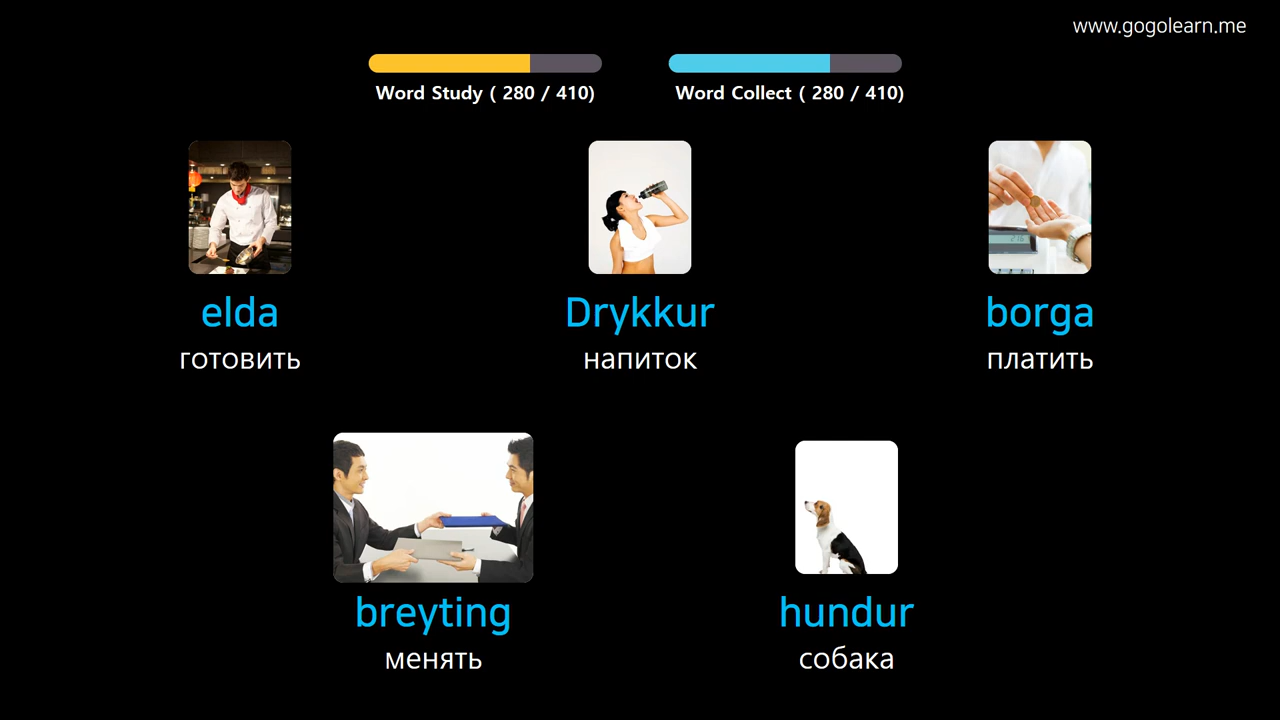 www.gogolearn.me
Word Study ( 280 / 410)
Word Collect ( 280 / 410)
elda
готовить
Drykkur
напиток
borga
платить
breyting
менять
hundur
собака